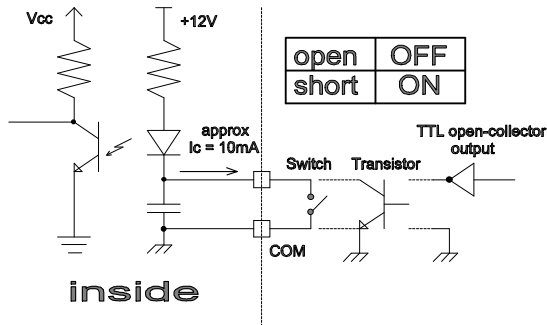 Vcc
+12V
open OFF
short ON
approx
Ic = 10mA
TTL open-collector
output
Switch
Transistor
COM
inside